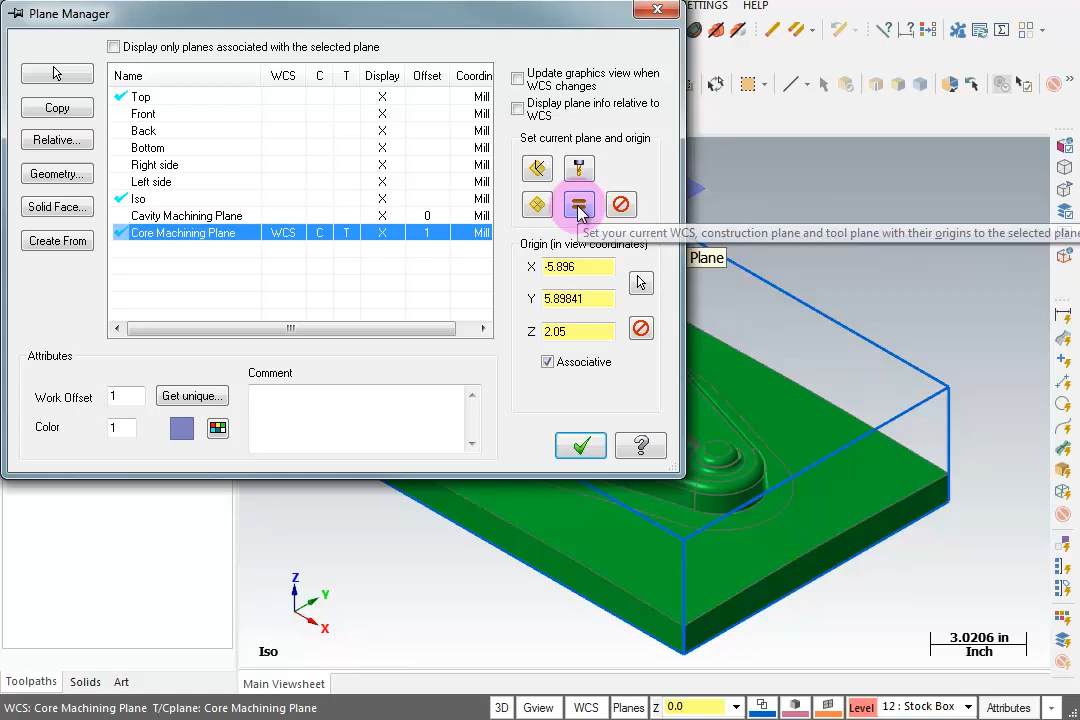 Plane Manager
ETTINGS HELP
Display only planes associated with the selected plane
Name WCS C T Display Offset Coordin
Top X Mill
Front X Mill
Back X Mill
Bottom X Mill
Right side X Mill
Left side X Mill
Iso X Mill
Cavity Machining Plane X 0 Mill
Core Machining Plane WCS C T X 1 Mill
Copy
Relative...
Geometry...
Solid Face...
Create From
Update graphics view when
WCS changes
Display plane info relative to
WCS
Set current plane and origin
Set your current WCS, construction plane and tool plane with their origins to the selected plane
Origin (in view coordinates)
X -5.896
Y 5.89841
Z 2.05
Associative
Plane
Attributes
Work Offset 1 Get unique...
Color 1
Comment
Z
Y
X
Iso
3.0206 in
Inch
Toolpaths Solids Art
Main Viewsheet
WCS: Core Machining Plane T/Cplane: Core Machining Plane
3D Gview WCS Planes Z 0.0 Level 12 : Stock Box Attributes